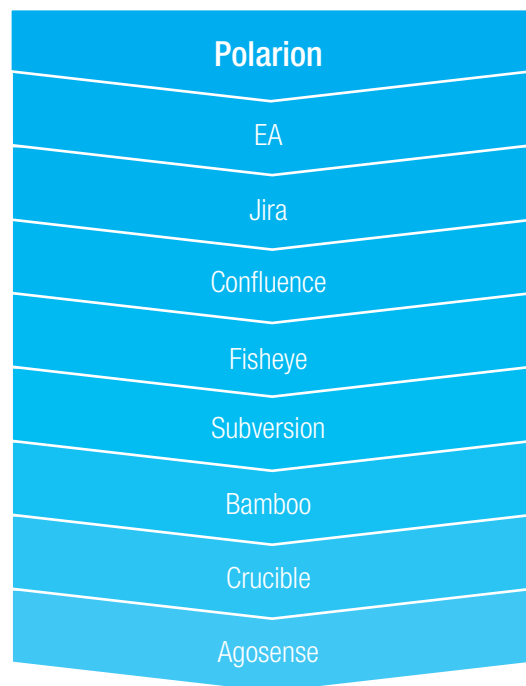 Polarion
EA
Jira
Confluence
Fisheye
Subversion
Bamboo
Crucible
Agosense